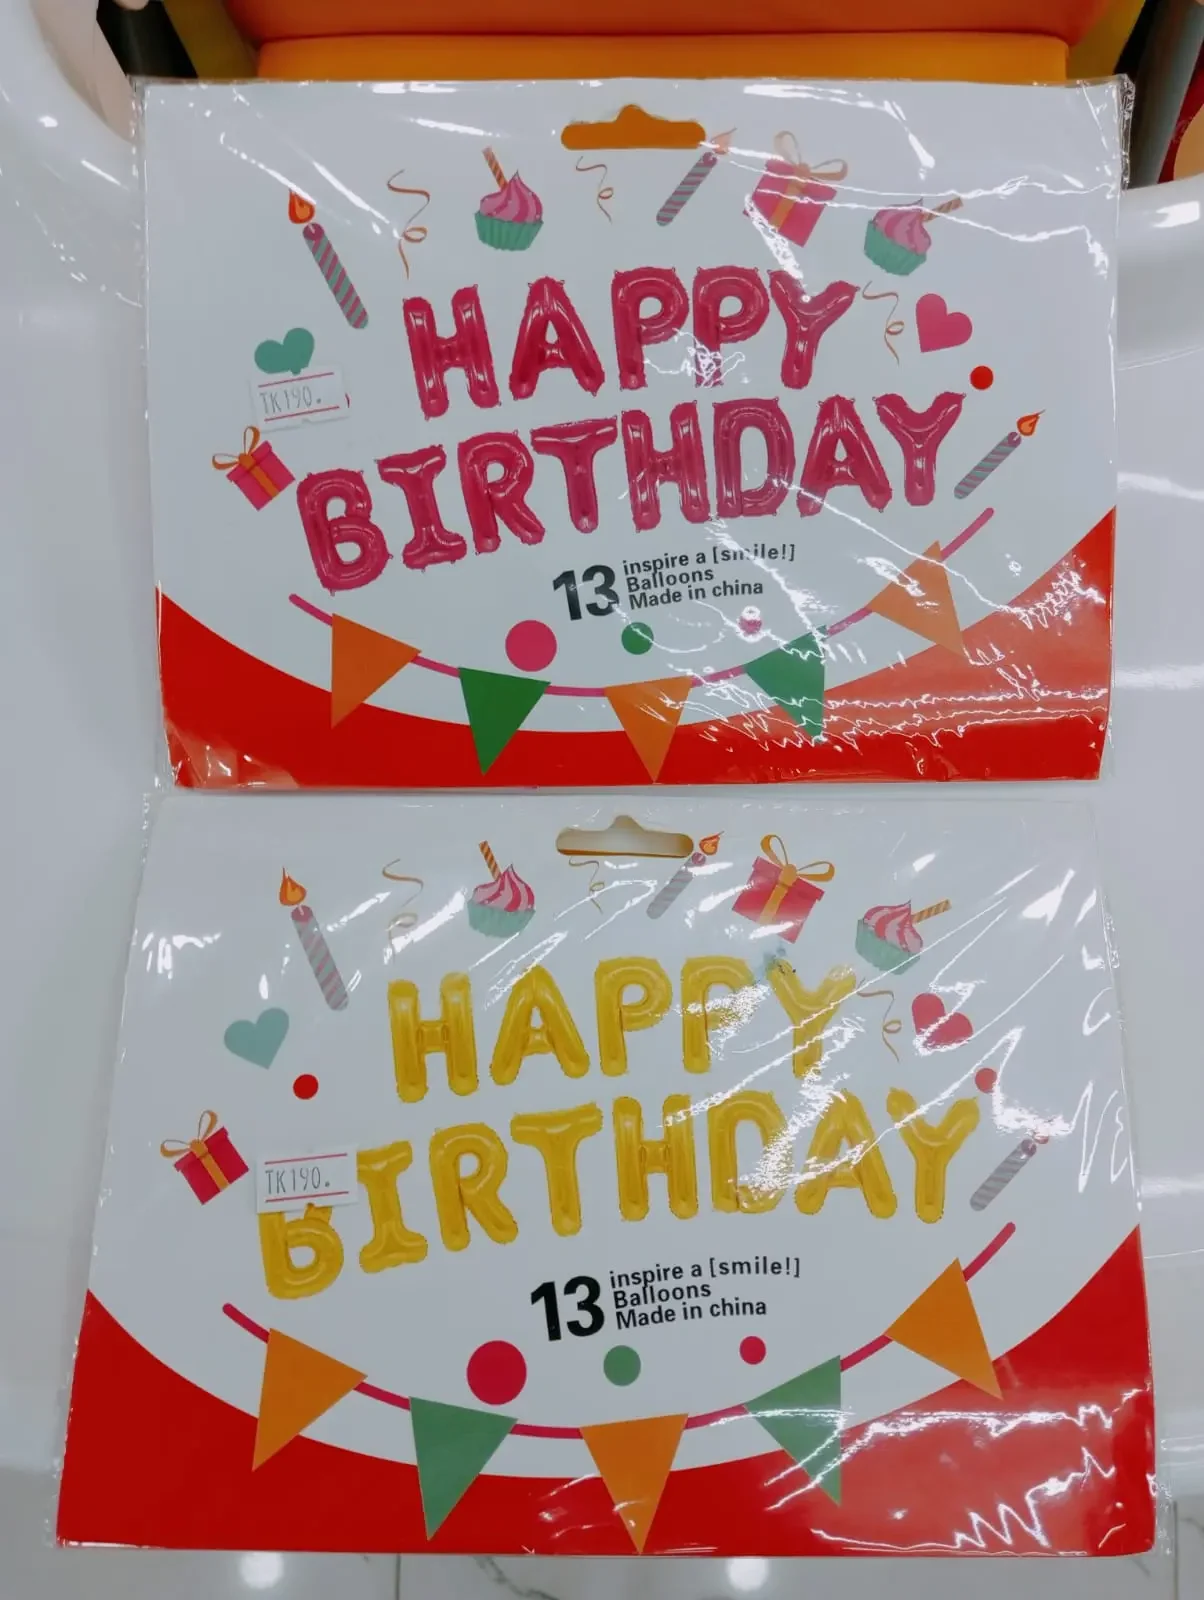 HAPPY
TK190.
BIRTHDAY
13 inspire a [smile!]
Balloons
Made in china
HAPPY
BIRTHDAY
TK190.
13 inspire a [smile!]
Balloons
Made in china